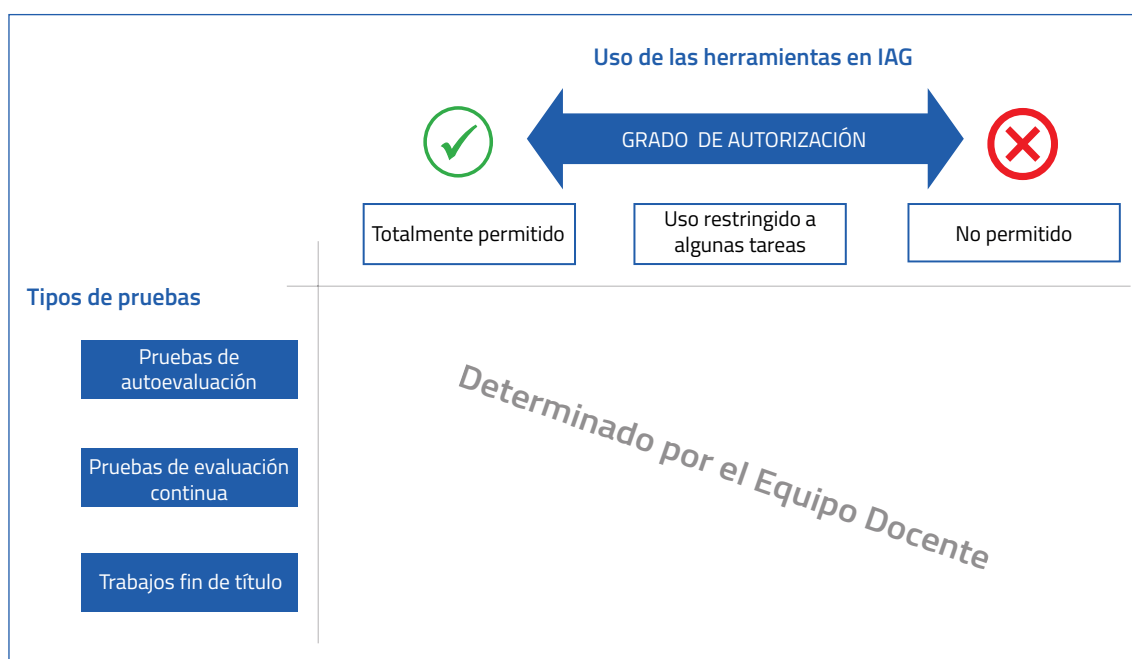 Uso de las herramientas en IAG
GRADO DE AUTORIZACIÓN
Totalmente permitido
Uso restringido a
algunas tareas
No permitido
Tipos de pruebas
Pruebas de
autoevaluación
Determinado por el Equipo Docente
Pruebas de evaluación
continua
Trabajos fin de título